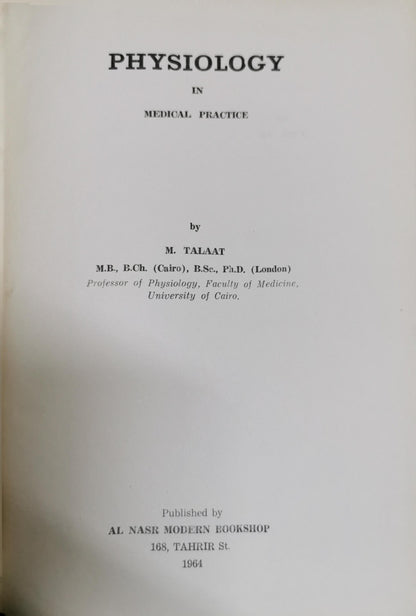 PHYSIOLOGY
IN
MEDICAL PRACTICE
by
M. TALAAT
M.B., B.Ch. (Cairo), B.Sc., Ph.D. (London)
Professor of Physiology, Faculty of Medicine,
University of Cairo.
Published by
AL NASR MODERN BOOKSHOP
168, TAHRIR St.
1964